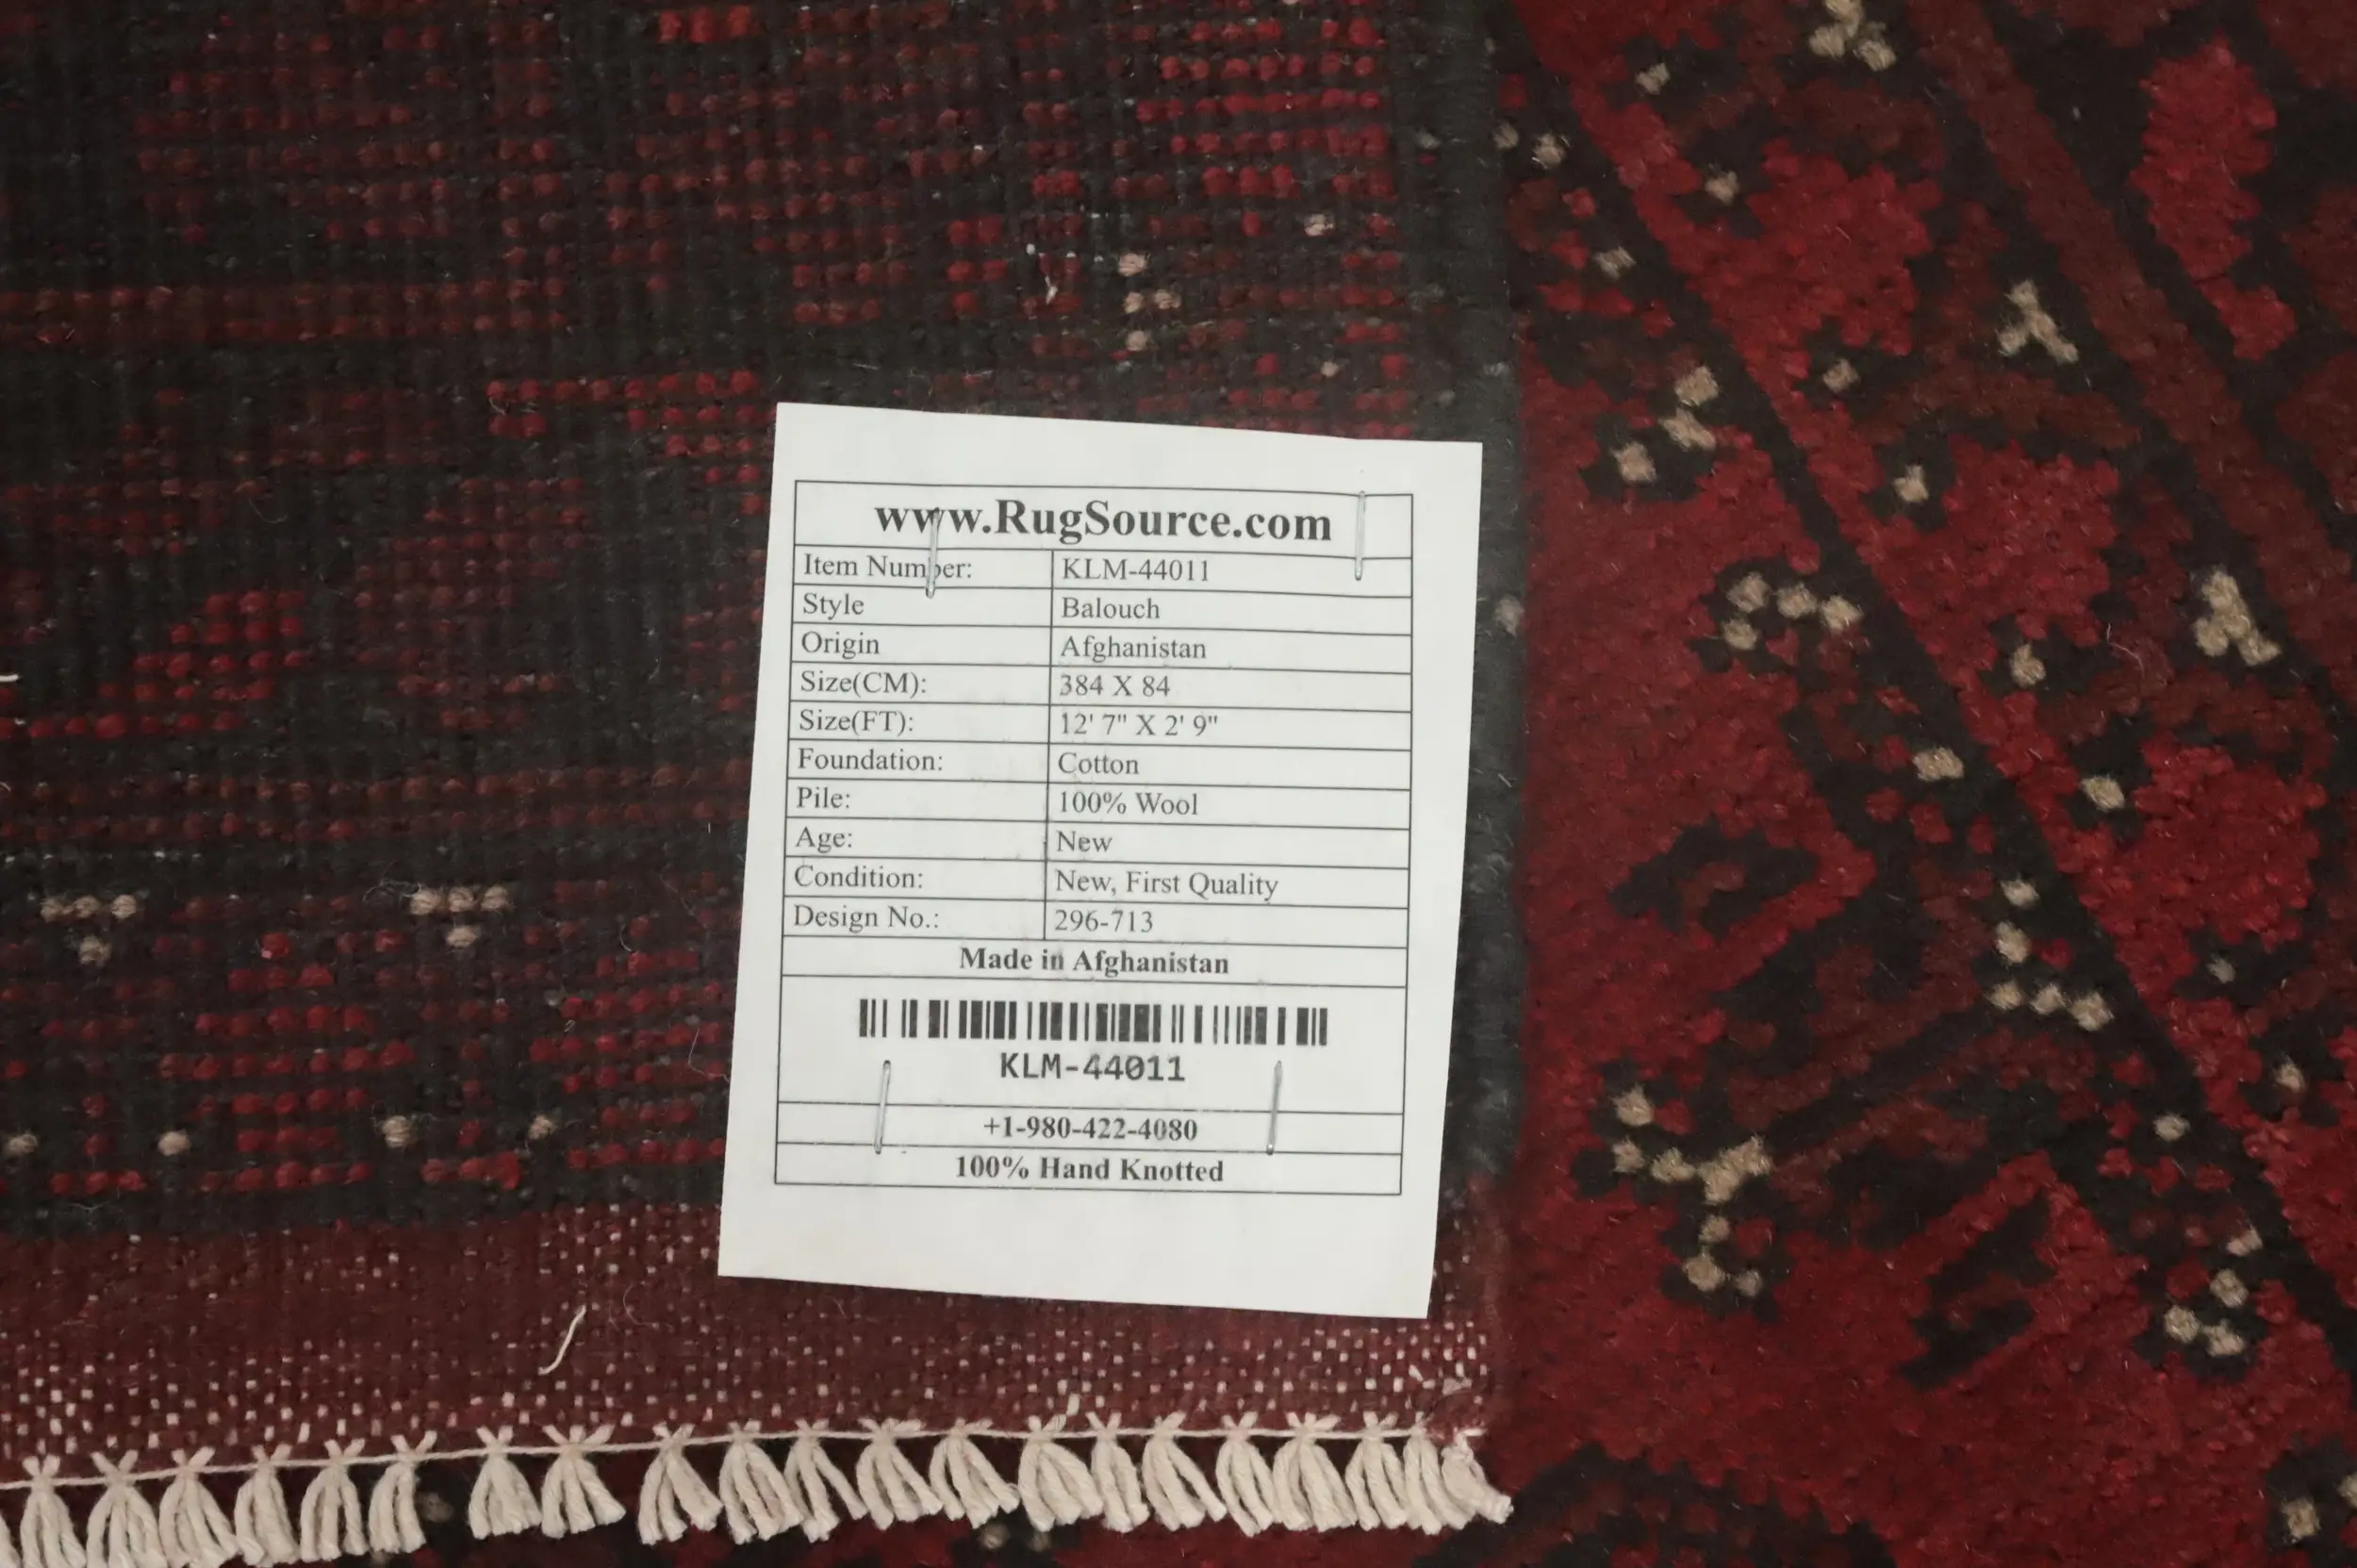 www.RugSource.com
Item Number: KLM-44011
Style Balouch
Origin Afghanistan
Size(CM): 384 X 84
Size(FT): 12' 7" X 2' 9"
Foundation: Cotton
Pile: 100% Wool
Age: New
Condition: New, First Quality
Design No.: 296-713
Made in Afghanistan
KLM-44011
+1-980-422-4080
100% Hand Knotted